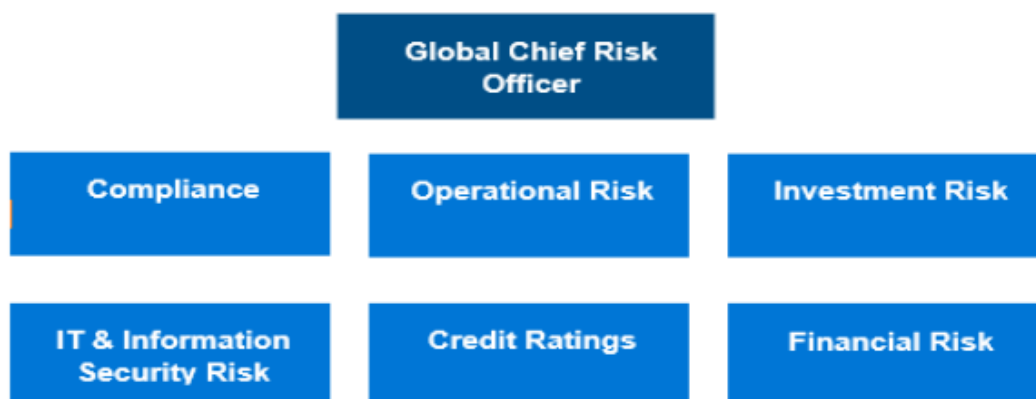 Global Chief Risk
Officer
Compliance
Operational Risk
Investment Risk
IT & Information
Security Risk
Credit Ratings
Financial Risk